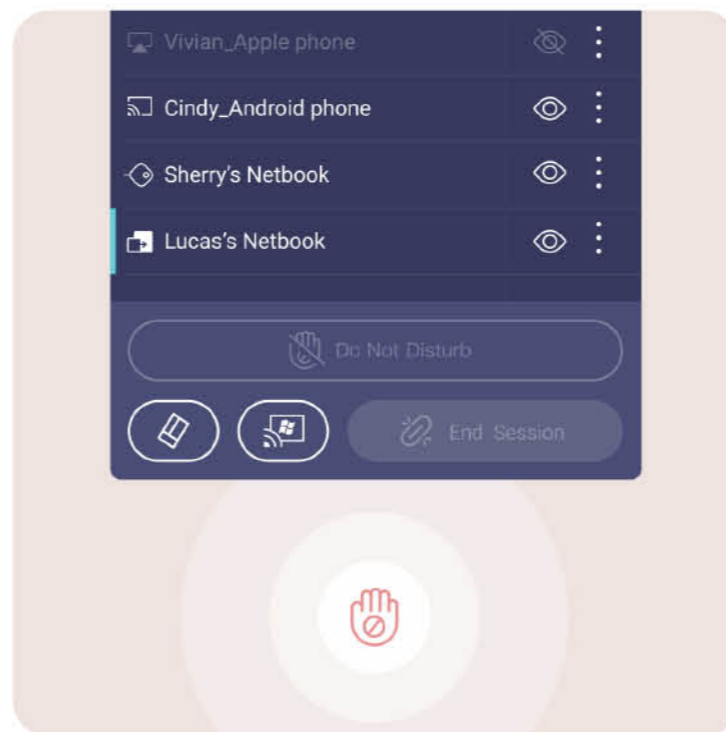 Vivian_Apple phone
Cindy_Android phone
Sherry's Netbook
Lucas's Netbook
Do Not Disturb
End Session